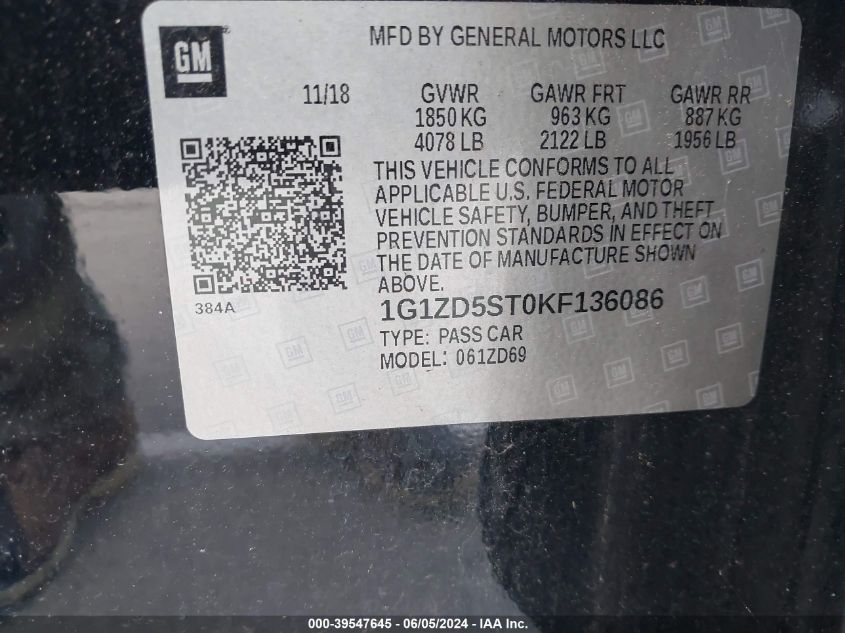 GM
MFD BY GENERAL MOTORS LLC
11/18 GVWR GAWR FRT GAWR RR
1850 KG 963 KG 887 KG
4078 LB 2122 LB 1956 LB
THIS VEHICLE CONFORMS TO ALL
APPLICABLE U.S. FEDERAL MOTOR
VEHICLE SAFETY, BUMPER, AND THEFT
PREVENTION STANDARDS IN EFFECT ON
THE DATE OF MANUFACTURE SHOWN
ABOVE.
384A
1G1ZD5ST0KF136086
TYPE: PASS CAR
MODEL: 061ZD69
000-39547645 - 06/05/2024 - IAA Inc.